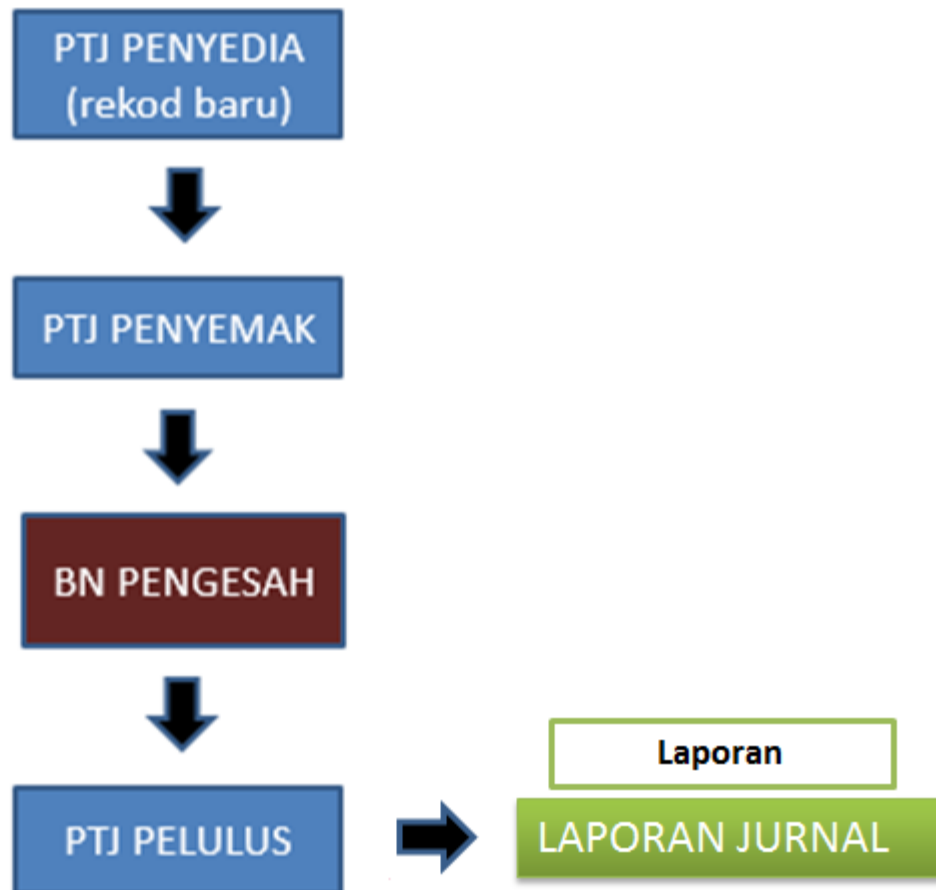 PTJ PENYEDIA
(rekod baru)
PTJ PENYEMAK
BN PENGESAH
PTJ PELULUS
Laporan
LAPORAN JURNAL